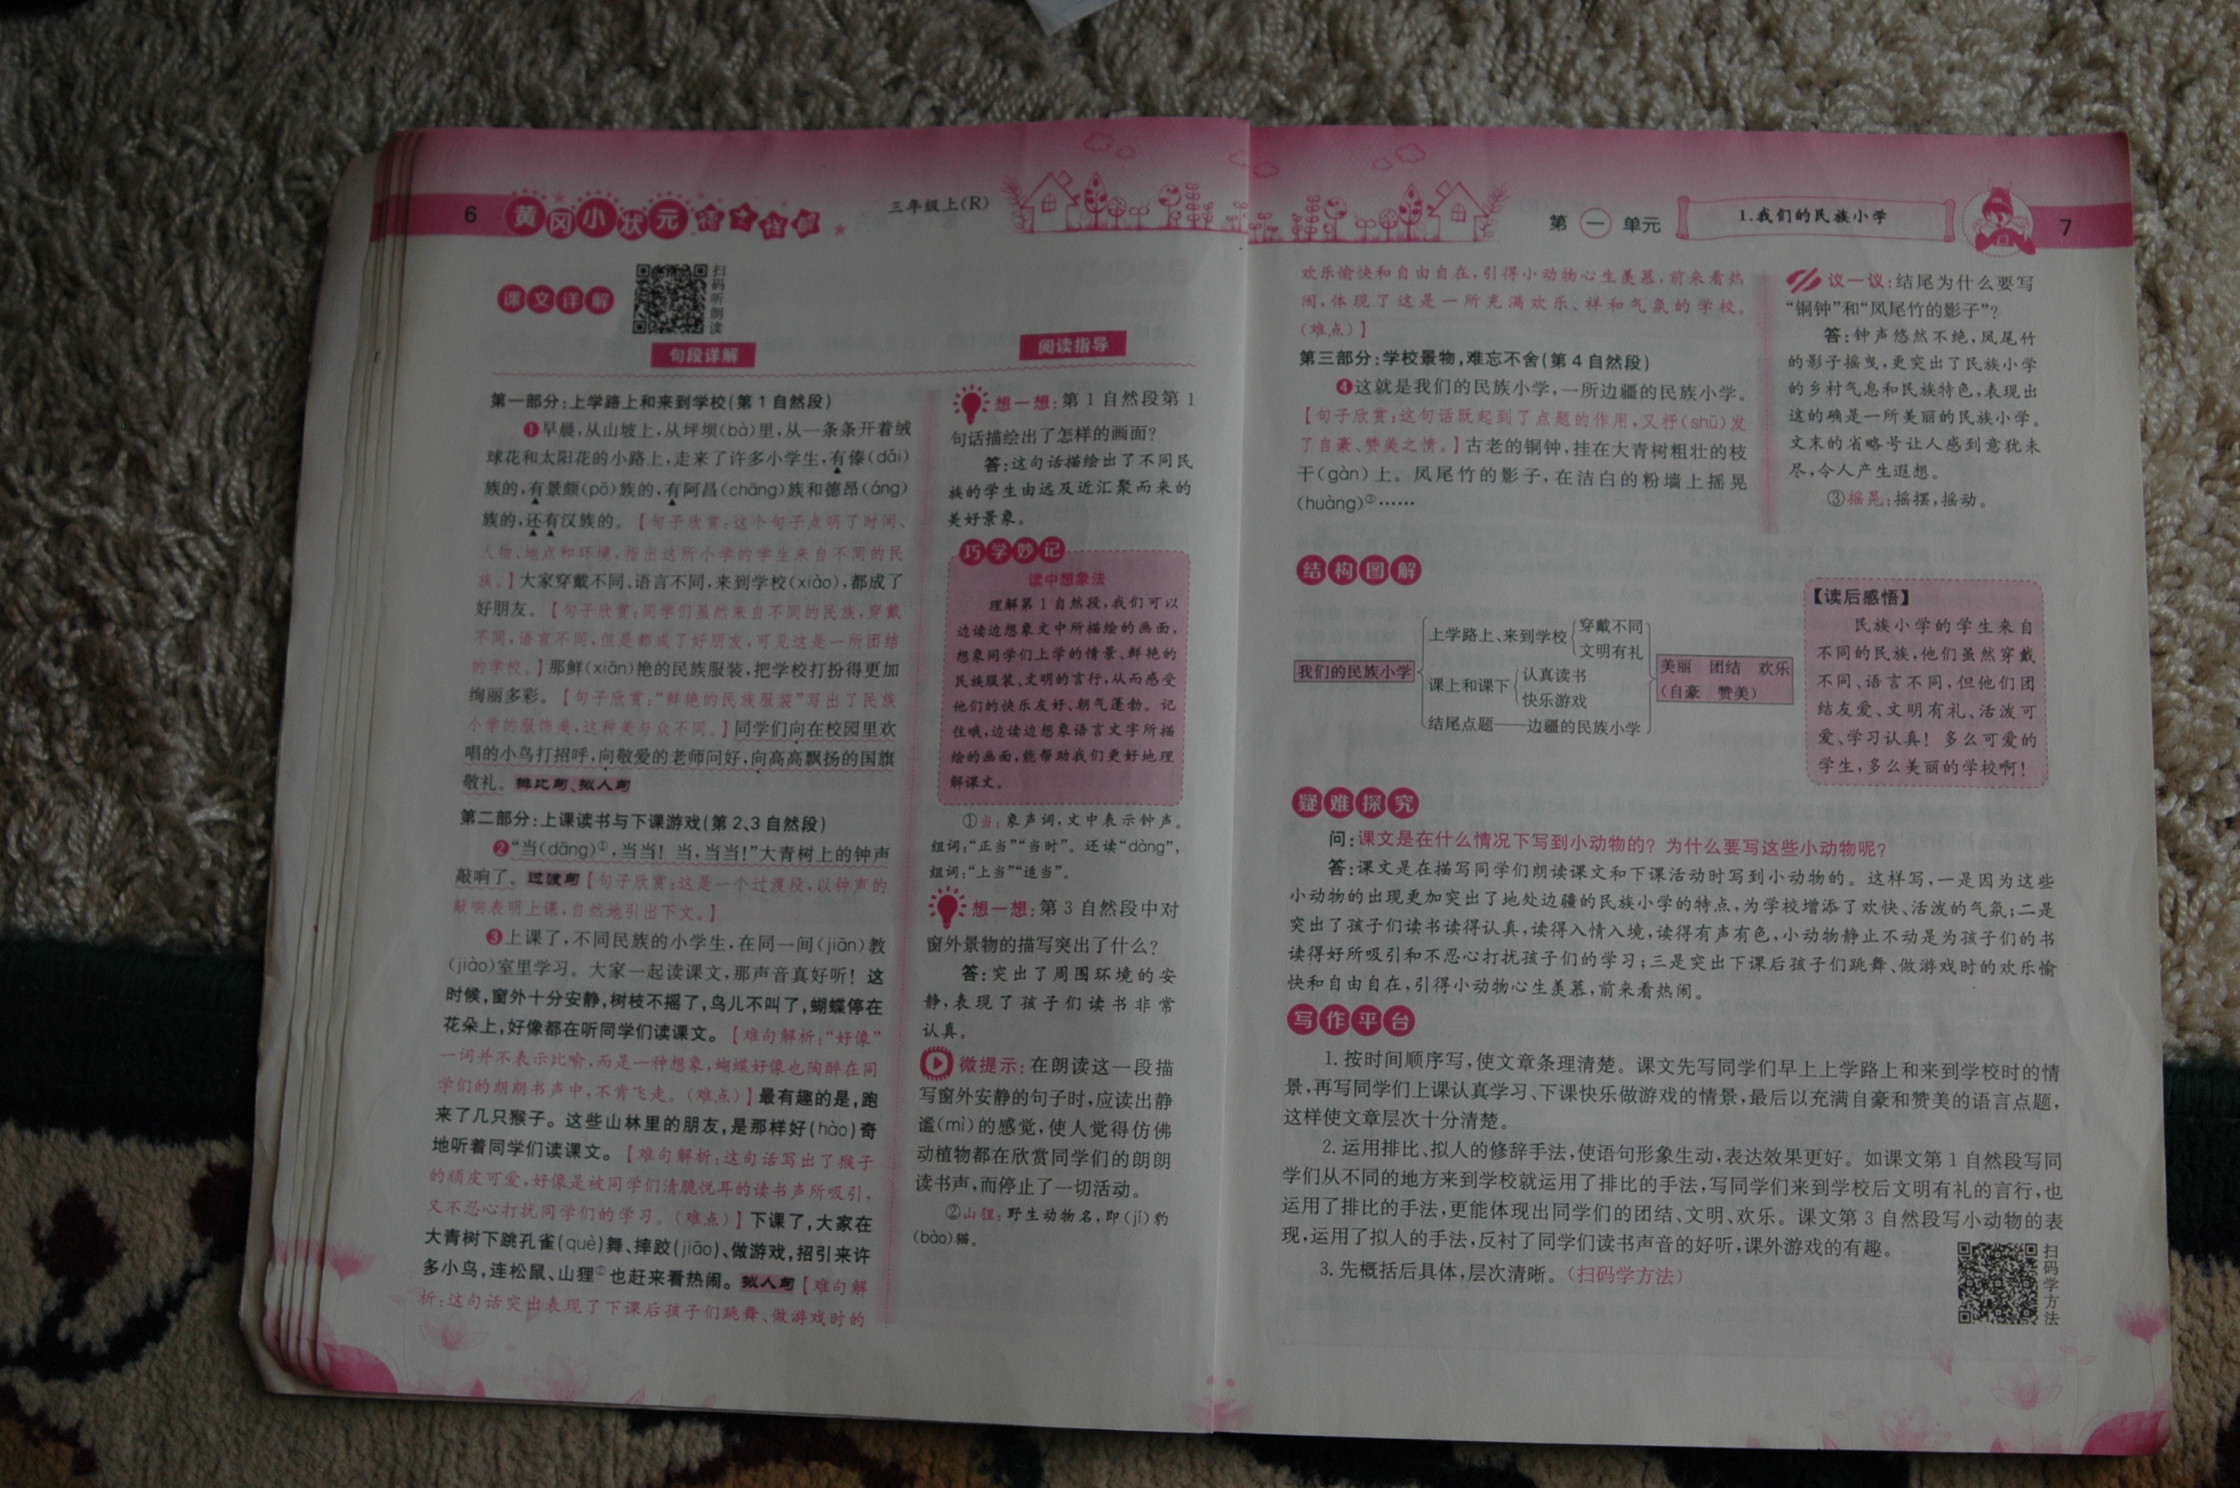 6 黄冈小状元 三年级上(R)
课文详解
扫码听朗读
句段详解
阅读指导
第一部分:上学路上和来到学校(第1自然段)
❶早晨,从山坡上,从坪坝(bà)里,从一条条开着绒
球花和太阳花的小路上,走来了许多小学生,有傣(dǎi)
族的,有景颇(pō)族的,有阿昌(chāng)族和德昂(áng)
族的,还有汉族的。【句子欣赏:这个句子点明了时间、
人物、地点和环境,指出这所小学的学生来自不同的民
族。】大家穿戴不同、语言不同,来到学校(xiào),都成了
好朋友。【句子欣赏:同学们虽然来自不同的民族,穿戴
不同,语言不同,但是都成了好朋友,可见这是一所团结
的学校。】那鲜(xiān)艳的民族服装,把学校打扮得更加
绚丽多彩。【句子欣赏:“鲜艳的民族服装”写出了民族
小学的服饰美,这种美与众不同。】同学们向在校园里欢
唱的小鸟打招呼,向敬爱的老师问好,向高高飘扬的国旗
敬礼。排比句、拟人句
第二部分:上课读书与下课游戏(第2、3自然段)
❷“当(dāng)①,当当!当,当当!”大青树上的钟声
敲响了。过渡句【句子欣赏:这是一个过渡段,以钟声的
敲响表明上课,自然地引出下文。】
❸上课了,不同民族的小学生,在同一间(jiān)教
(jiào)室里学习。大家一起读课文,那声音真好听!这
时候,窗外十分安静,树枝不摇了,鸟儿不叫了,蝴蝶停在
花朵上,好像都在听同学们读课文。【难句解析:“好像”
一词并不表示比喻,而是一种想象,蝴蝶好像也陶醉在同
学们的朗朗书声中,不肯飞走。(难点)】最有趣的是,跑
来了几只猴子。这些山林里的朋友,是那样好(hào)奇
地听着同学们读课文。【难句解析:这句话写出了猴子
的顽皮可爱,好像是被同学们清脆悦耳的读书声所吸引,
又不忍心打扰同学们的学习。(难点)】下课了,大家在
大青树下跳孔雀(què)舞、摔跤(jiāo)、做游戏,招引来许
多小鸟,连松鼠、山狸②也赶来看热闹。拟人句【难句解
析:这句话突出表现了下课后孩子们跳舞、做游戏时的
想一想:第1自然段第1
句话描绘出了怎样的画面?
答:这句话描绘出了不同民
族的学生由远及近汇聚而来的
美好景象。
巧学妙记
读中想象法
理解第1自然段,我们可以
边读边想象文中所描绘的画面,
想象同学们上学的情景、鲜艳的
民族服装、文明的言行,从而感受
他们的快乐友好、朝气蓬勃。记
住哦,边读边想象语言文字所描
绘的画面,能帮助我们更好地理
解课文。
①当:象声词,文中表示钟声。
组词:“正当”“当时”。还读“dàng”,
组词:“上当”“适当”。
想一想:第3自然段中对
窗外景物的描写突出了什么?
答:突出了周围环境的安
静,表现了孩子们读书非常
认真。
微提示:在朗读这一段描
写窗外安静的句子时,应读出静
谧(mì)的感觉,使人觉得仿佛
动植物都在欣赏同学们的朗朗
读书声,而停止了一切活动。
②山狸:野生动物名,即(jí)豹
(bào)猫。
第一单元 1.我们的民族小学 7
欢乐愉快和自由自在,引得小动物心生羡慕,前来看热
闹,体现了这是一所充满欢乐、祥和气氛的学校。
(难点)】
第三部分:学校景物,难忘不舍(第4自然段)
❹这就是我们的民族小学,一所边疆的民族小学。
【句子欣赏:这句话既起到了点题的作用,又抒(shū)发
了自豪、赞美之情。】古老的铜钟,挂在大青树粗壮的枝
干(gàn)上。凤尾竹的影子,在洁白的粉墙上摇晃
(huàng)③……
议一议:结尾为什么要写
“铜钟”和“凤尾竹的影子”?
答:钟声悠然不绝,凤尾竹
的影子摇曳,更突出了民族小学
的乡村气息和民族特色,表现出
这的确是一所美丽的民族小学。
文末的省略号让人感到意犹未
尽,令人产生遐想。
③摇晃:摇摆,摇动。
结构图解
我们的民族小学
上学路上、来到学校
穿戴不同
文明有礼
课上和课下
认真读书
快乐游戏
结尾点题——边疆的民族小学
美丽 团结 欢乐
(自豪 赞美)
【读后感悟】
民族小学的学生来自
不同的民族,他们虽然穿戴
不同、语言不同,但他们团
结友爱、文明有礼、活泼可
爱、学习认真!多么可爱的
学生,多么美丽的学校啊!
疑难探究
问:课文是在什么情况下写到小动物的?为什么要写这些小动物呢?
答:课文是在描写同学们朗读课文和下课活动时写到小动物的。这样写,一是因为这些
小动物的出现更加突出了地处边疆的民族小学的特点,为学校增添了欢快、活泼的气氛;二是
突出了孩子们读书读得认真,读得入情入境,读得有声有色,小动物静止不动是为孩子们的书
读得好所吸引和不忍心打扰孩子们的学习;三是突出下课后孩子们跳舞、做游戏时的欢乐愉
快和自由自在,引得小动物心生羡慕,前来看热闹。
写作平台
1.按时间顺序写,使文章条理清楚。课文先写同学们早上上学路上和来到学校时的情
景,再写同学们上课认真学习、下课快乐做游戏的情景,最后以充满自豪和赞美的语言点题,
这样使文章层次十分清楚。
2.运用排比、拟人的修辞手法,使语句形象生动,表达效果更好。如课文第1自然段写同
学们从不同的地方来到学校就运用了排比的手法,写同学们来到学校后文明有礼的言行,也
运用了排比的手法,更能体现出同学们的团结、文明、欢乐。课文第3自然段写小动物的表
现,运用了拟人的手法,反衬了同学们读书声音的好听,课外游戏的有趣。
3.先概括后具体,层次清晰。(扫码学方法)
扫码学方法